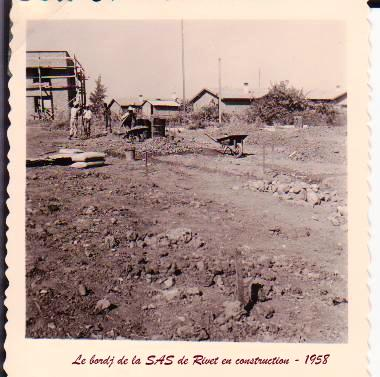 Le bordj de la SAS de Rivet en construction - 1958